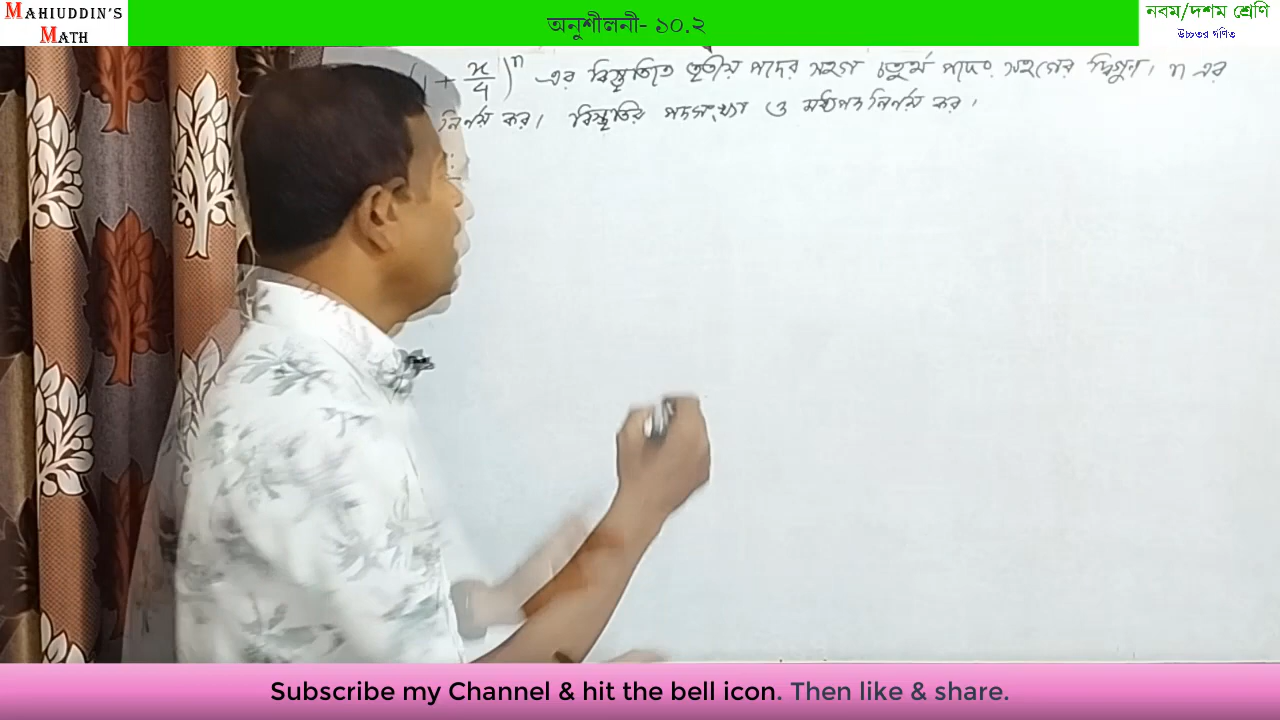 MAHIUDDIN'S
MATH
অনুশীলনী- ১০.২
নবম/দশম শ্রেণি
উচ্চতর গণিত
(1 + x/4)^n এর বিস্তৃতিতে তৃতীয় পদের সহগ চতুর্থ পদের সহগের দ্বিগুন। n এর
নির্ণয় কর। বিস্তৃতির পদসংখ্যা ও মধ্যপদ নির্ণয় কর।
Subscribe my Channel & hit the bell icon. Then like & share.